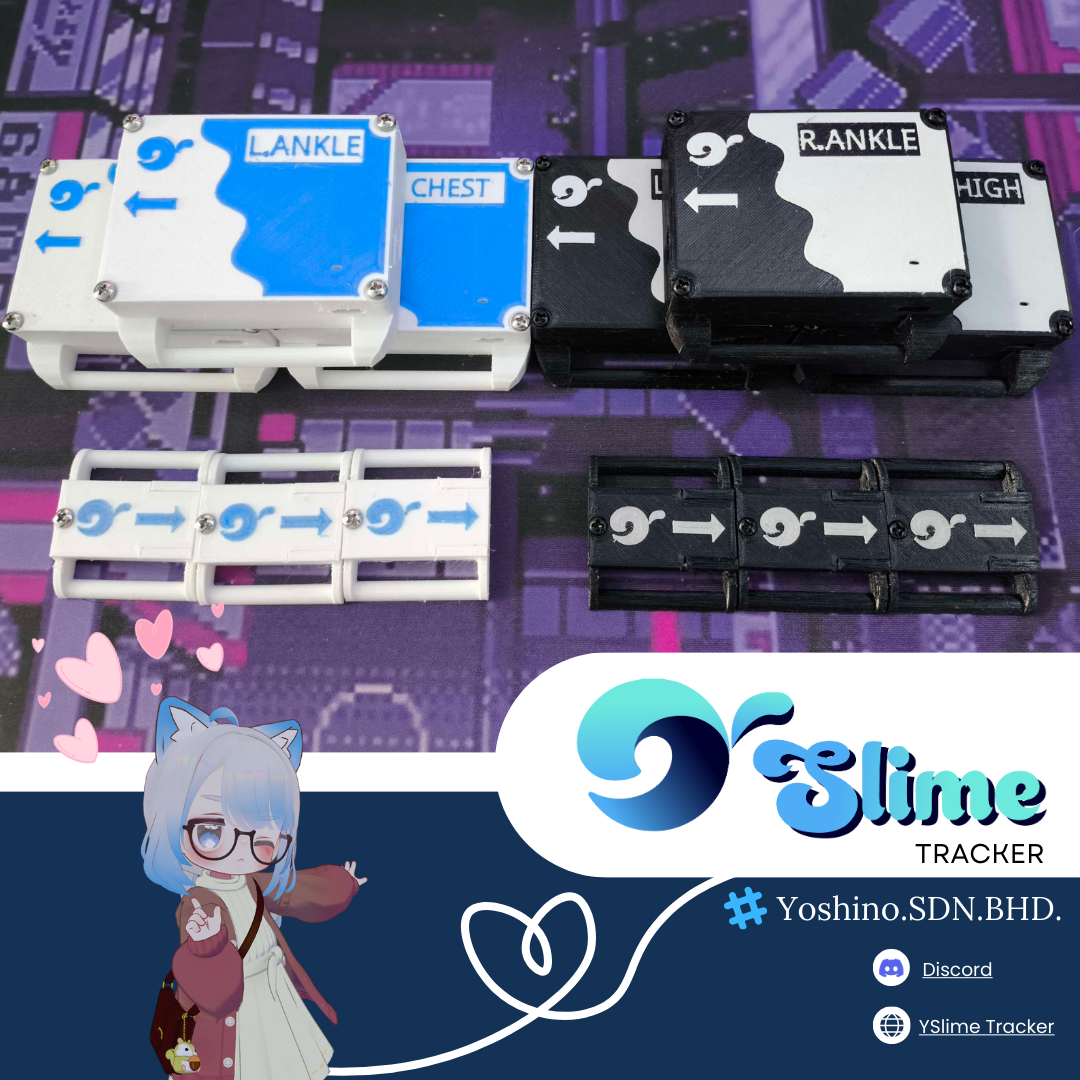 L.ANKLE
CHEST
R.ANKLE
HIGH
Slime
TRACKER
# Yoshino.SDN.BHD.
Discord
YSlime Tracker